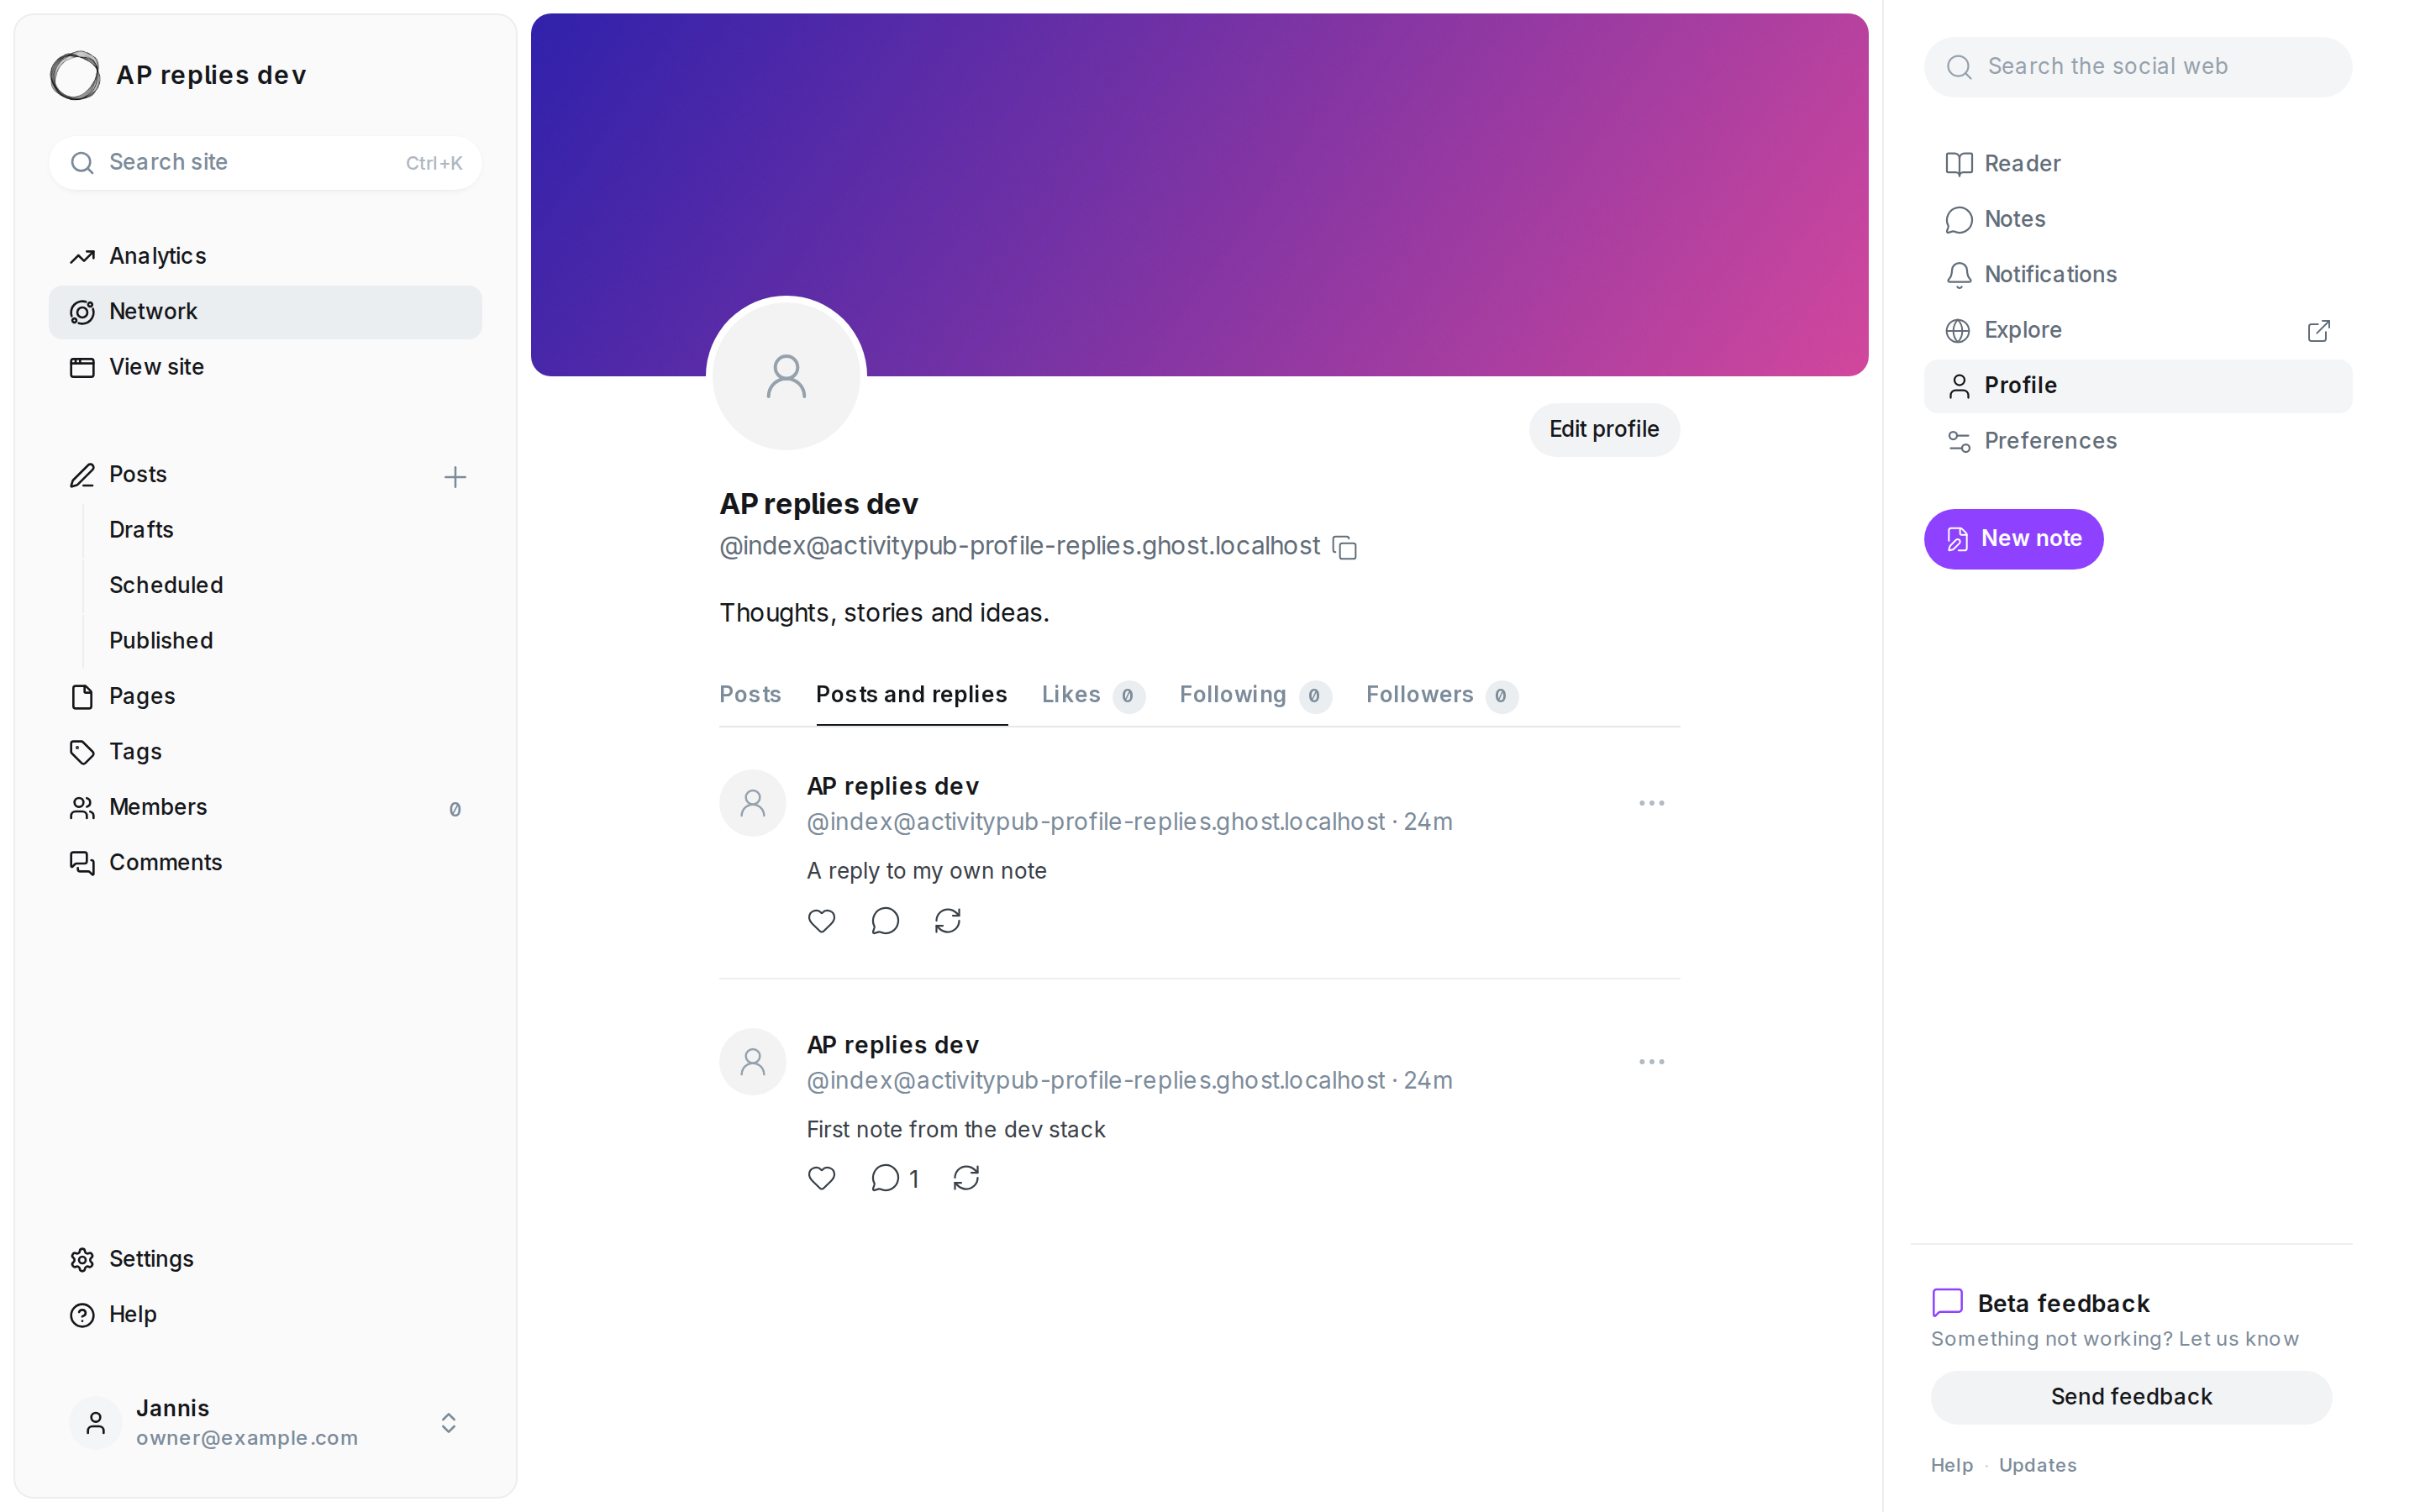 AP replies dev
Search site
Ctrl+K
Analytics
Network
View site
Posts
Drafts
Scheduled
Published
Pages
Tags
Members
0
Comments
Settings
Help
Jannis
owner@example.com
Edit profile
AP replies dev
@index@activitypub-profile-replies.ghost.localhost
Thoughts, stories and ideas.
Posts
Posts and replies
Likes 0
Following 0
Followers 0
AP replies dev
@index@activitypub-profile-replies.ghost.localhost · 24m
A reply to my own note
AP replies dev
@index@activitypub-profile-replies.ghost.localhost · 24m
First note from the dev stack
1
Search the social web
Reader
Notes
Notifications
Explore
Profile
Preferences
New note
Beta feedback
Something not working? Let us know
Send feedback
Help · Updates